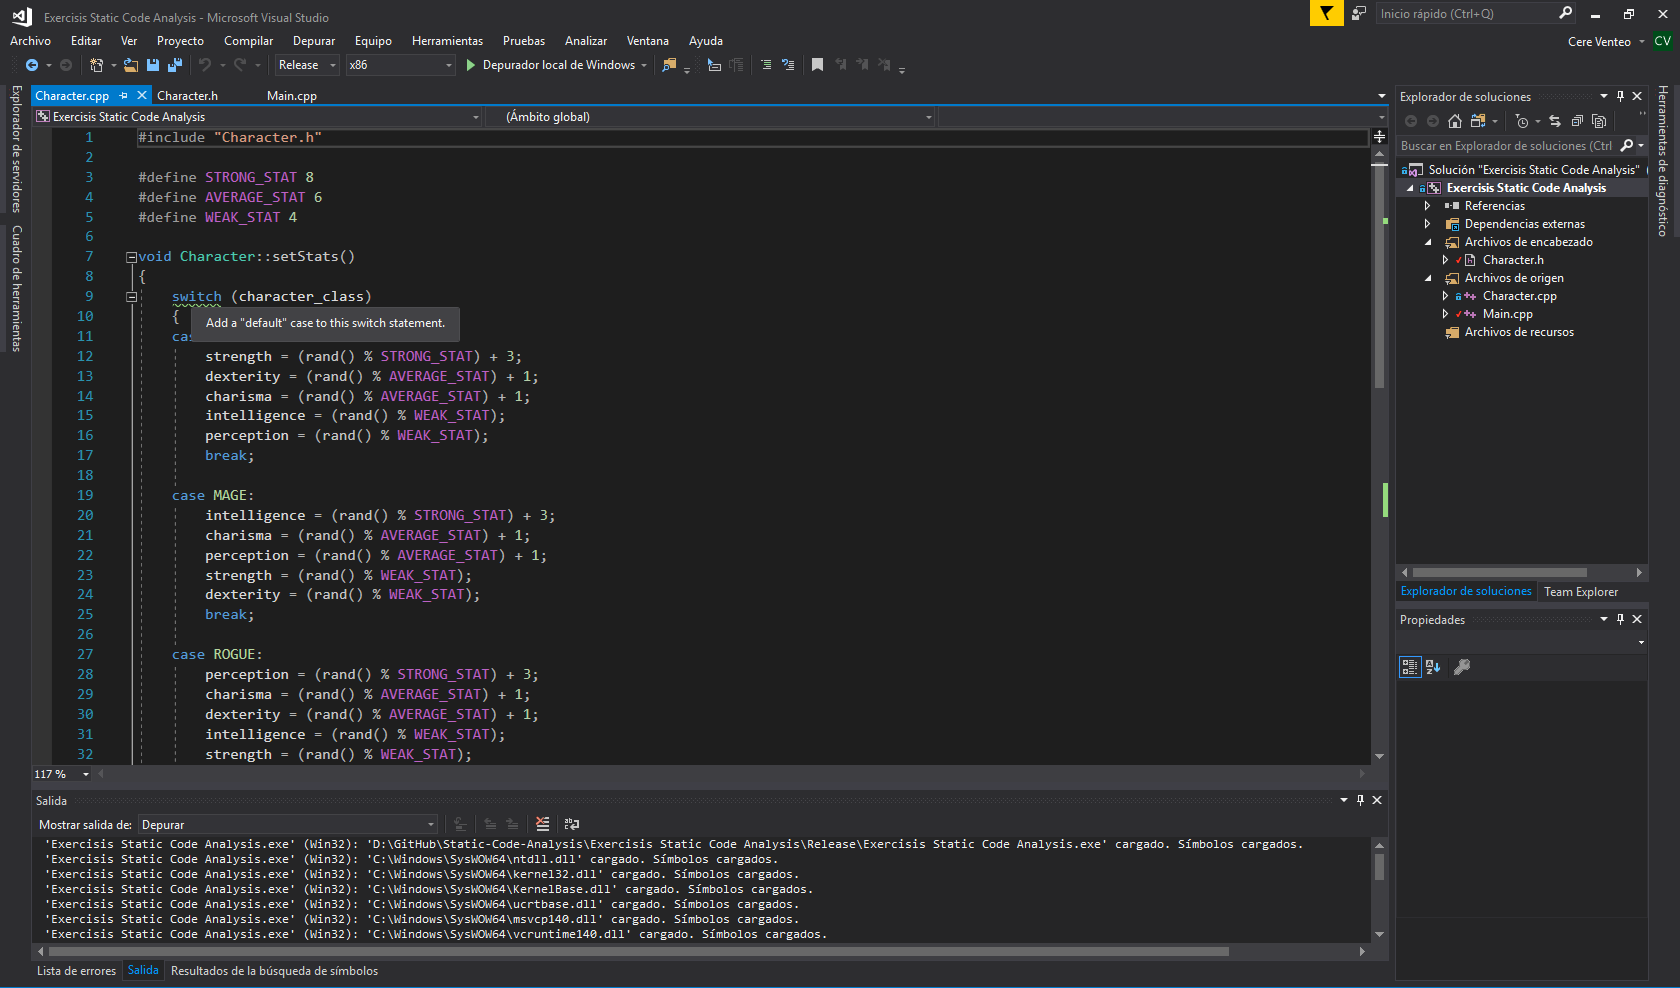 Exercisis Static Code Analysis - Microsoft Visual Studio
Inicio rápido (Ctrl+Q)
Archivo Editar Ver Proyecto Compilar Depurar Equipo Herramientas Pruebas Analizar Ventana Ayuda
Cere Venteo CV
Release x86 Depurador local de Windows
Explorador de servidores
Cuadro de herramientas
Character.cpp Character.h Main.cpp
Exercisis Static Code Analysis (Ámbito global)
1 #include "Character.h"
2
3 #define STRONG_STAT 8
4 #define AVERAGE_STAT 6
5 #define WEAK_STAT 4
6
7 void Character::setStats()
8 {
9 switch (character_class)
10 {
Add a "default" case to this switch statement.
11
12 strength = (rand() % STRONG_STAT) + 3;
13 dexterity = (rand() % AVERAGE_STAT) + 1;
14 charisma = (rand() % AVERAGE_STAT) + 1;
15 intelligence = (rand() % WEAK_STAT);
16 perception = (rand() % WEAK_STAT);
17 break;
18
19 case MAGE:
20 intelligence = (rand() % STRONG_STAT) + 3;
21 charisma = (rand() % AVERAGE_STAT) + 1;
22 perception = (rand() % AVERAGE_STAT) + 1;
23 strength = (rand() % WEAK_STAT);
24 dexterity = (rand() % WEAK_STAT);
25 break;
26
27 case ROGUE:
28 perception = (rand() % STRONG_STAT) + 3;
29 charisma = (rand() % AVERAGE_STAT) + 1;
30 dexterity = (rand() % AVERAGE_STAT) + 1;
31 intelligence = (rand() % WEAK_STAT);
32 strength = (rand() % WEAK_STAT);
117 %
Salida
Mostrar salida de: Depurar
'Exercisis Static Code Analysis.exe' (Win32): 'D:\GitHub\Static-Code-Analysis\Exercisis Static Code Analysis\Release\Exercisis Static Code Analysis.exe' cargado. Símbolos cargados.
'Exercisis Static Code Analysis.exe' (Win32): 'C:\Windows\SysWOW64\ntdll.dll' cargado. Símbolos cargados.
'Exercisis Static Code Analysis.exe' (Win32): 'C:\Windows\SysWOW64\kernel32.dll' cargado. Símbolos cargados.
'Exercisis Static Code Analysis.exe' (Win32): 'C:\Windows\SysWOW64\KernelBase.dll' cargado. Símbolos cargados.
'Exercisis Static Code Analysis.exe' (Win32): 'C:\Windows\SysWOW64\ucrtbase.dll' cargado. Símbolos cargados.
'Exercisis Static Code Analysis.exe' (Win32): 'C:\Windows\SysWOW64\msvcp140.dll' cargado. Símbolos cargados.
'Exercisis Static Code Analysis.exe' (Win32): 'C:\Windows\SysWOW64\vcruntime140.dll' cargado. Símbolos cargados.
Lista de errores Salida Resultados de la búsqueda de símbolos
Explorador de soluciones
Buscar en Explorador de soluciones (Ctrl
Solución "Exercisis Static Code Analysis" (
Exercisis Static Code Analysis
Referencias
Dependencias externas
Archivos de encabezado
Character.h
Archivos de origen
Character.cpp
Main.cpp
Archivos de recursos
Explorador de soluciones Team Explorer
Propiedades
Herramientas de diagnóstico